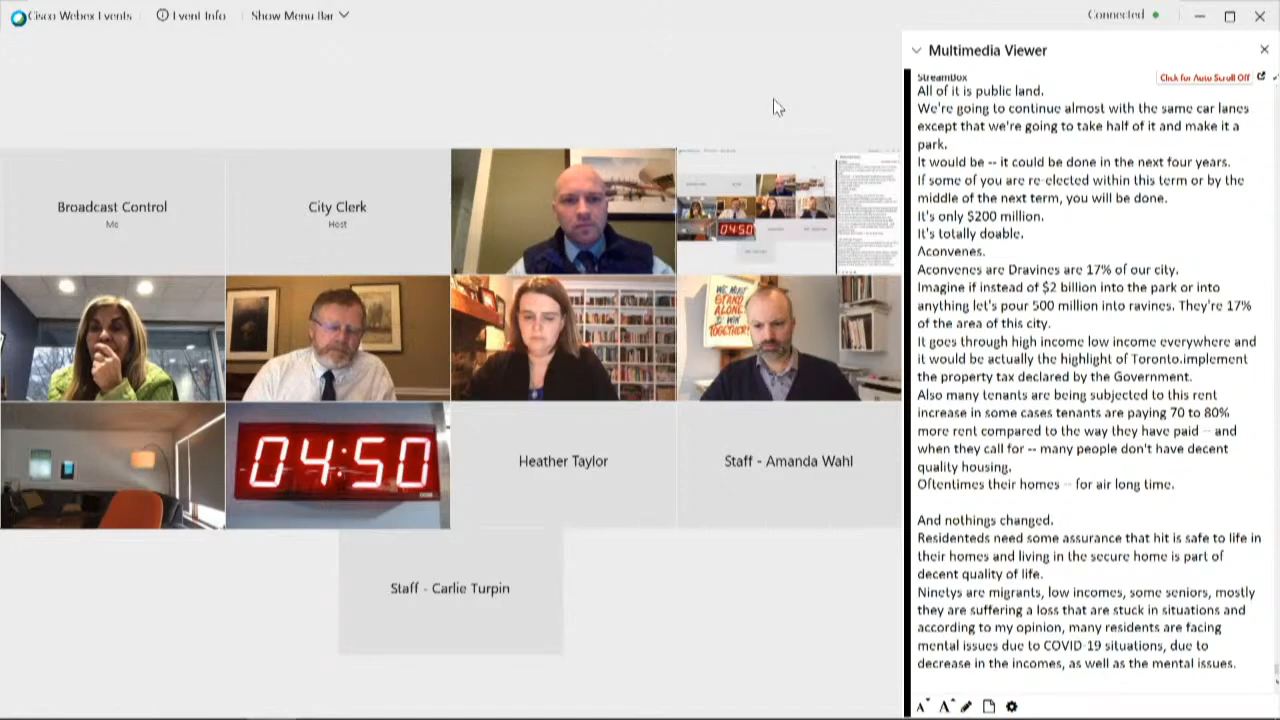 Cisco Webex Events
Event Info
Show Menu Bar
Connected
Multimedia Viewer
StreamBox
Click for Auto Scroll Off
All of it is public land.
We're going to continue almost with the same car lanes
except that we're going to take half of it and make it a
park.
It would be -- it could be done in the next four years.
If some of you are re-elected within this term or by the
middle of the next term, you will be done.
It's only $200 million.
It's totally doable.
Aconvenes.
Aconvenes are Dravines are 17% of our city.
Imagine if instead of $2 billion into the park or into
anything let's pour 500 million into ravines. They're 17%
of the area of this city.
It goes through high income low income everywhere and
it would be actually the highlight of Toronto.implement
the property tax declared by the Government.
Also many tenants are being subjected to this rent
increase in some cases tenants are paying 70 to 80%
more rent compared to the way they have paid -- and
when they call for -- many people don't have decent
quality housing.
Oftentimes their homes -- for air long time.
And nothings changed.
Residenteds need some assurance that hit is safe to life in
their homes and living in the secure home is part of
decent quality of life.
Ninetys are migrants, low incomes, some seniors, mostly
they are suffering a loss that are stuck in situations and
according to my opinion, many residents are facing
mental issues due to COVID-19 situations, due to
decrease in the incomes, as well as the mental issues.
Broadcast Com
Me
City Clerk
Host
04:50
WE MUST
STAND
ALONE
WIN
TOGETHER
04:50
Heather Taylor
Staff - Amanda Wahl
Staff - Carlie Turpin